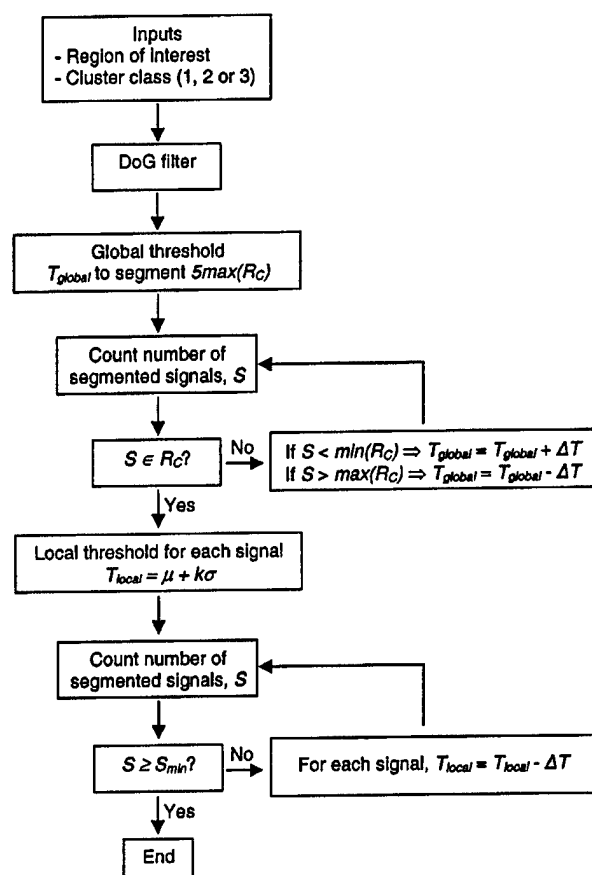 Inputs
- Region of interest
- Cluster class (1, 2 or 3)
DoG filter
Global threshold
T_global to segment 5max(R_C)
Count number of
segmented signals, S
S ∈ R_C?
No
If S < min(R_C) ⇒ T_global = T_global + ΔT
If S > max(R_C) ⇒ T_global = T_global - ΔT
Yes
Local threshold for each signal
T_local = μ + kσ
Count number of
segmented signals, S
S ≥ S_min?
No
For each signal, T_local = T_local - ΔT
Yes
End